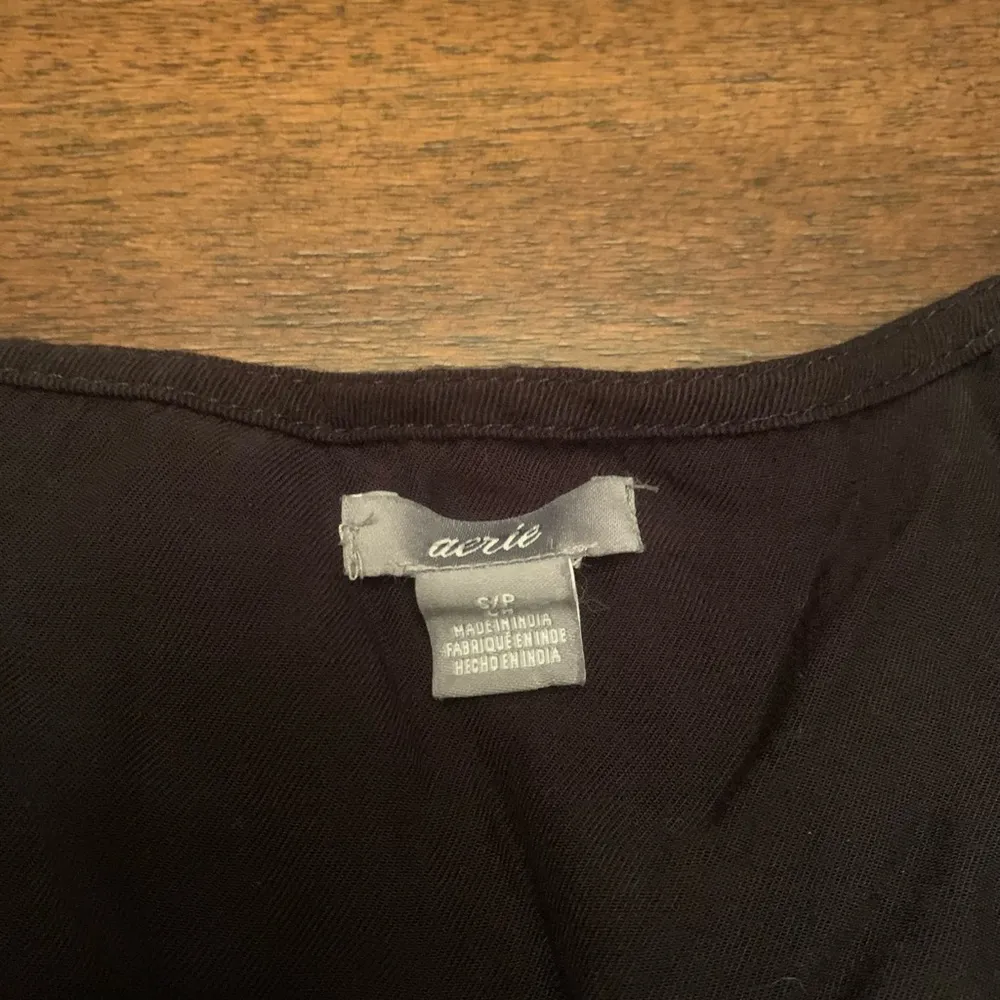 aerie
S/P
MADE IN INDIA
FABRIQUÉ EN INDE
HECHO EN INDIA